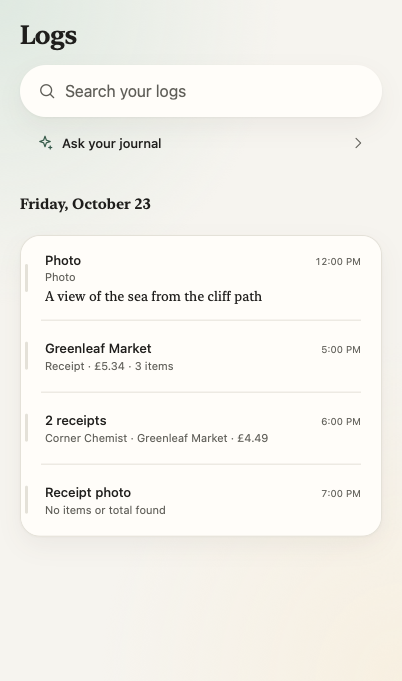 Logs
Search your logs
Ask your journal
Friday, October 23
Photo 12:00 PM
Photo
A view of the sea from the cliff path
Greenleaf Market 5:00 PM
Receipt · £5.34 · 3 items
2 receipts 6:00 PM
Corner Chemist · Greenleaf Market · £4.49
Receipt photo 7:00 PM
No items or total found